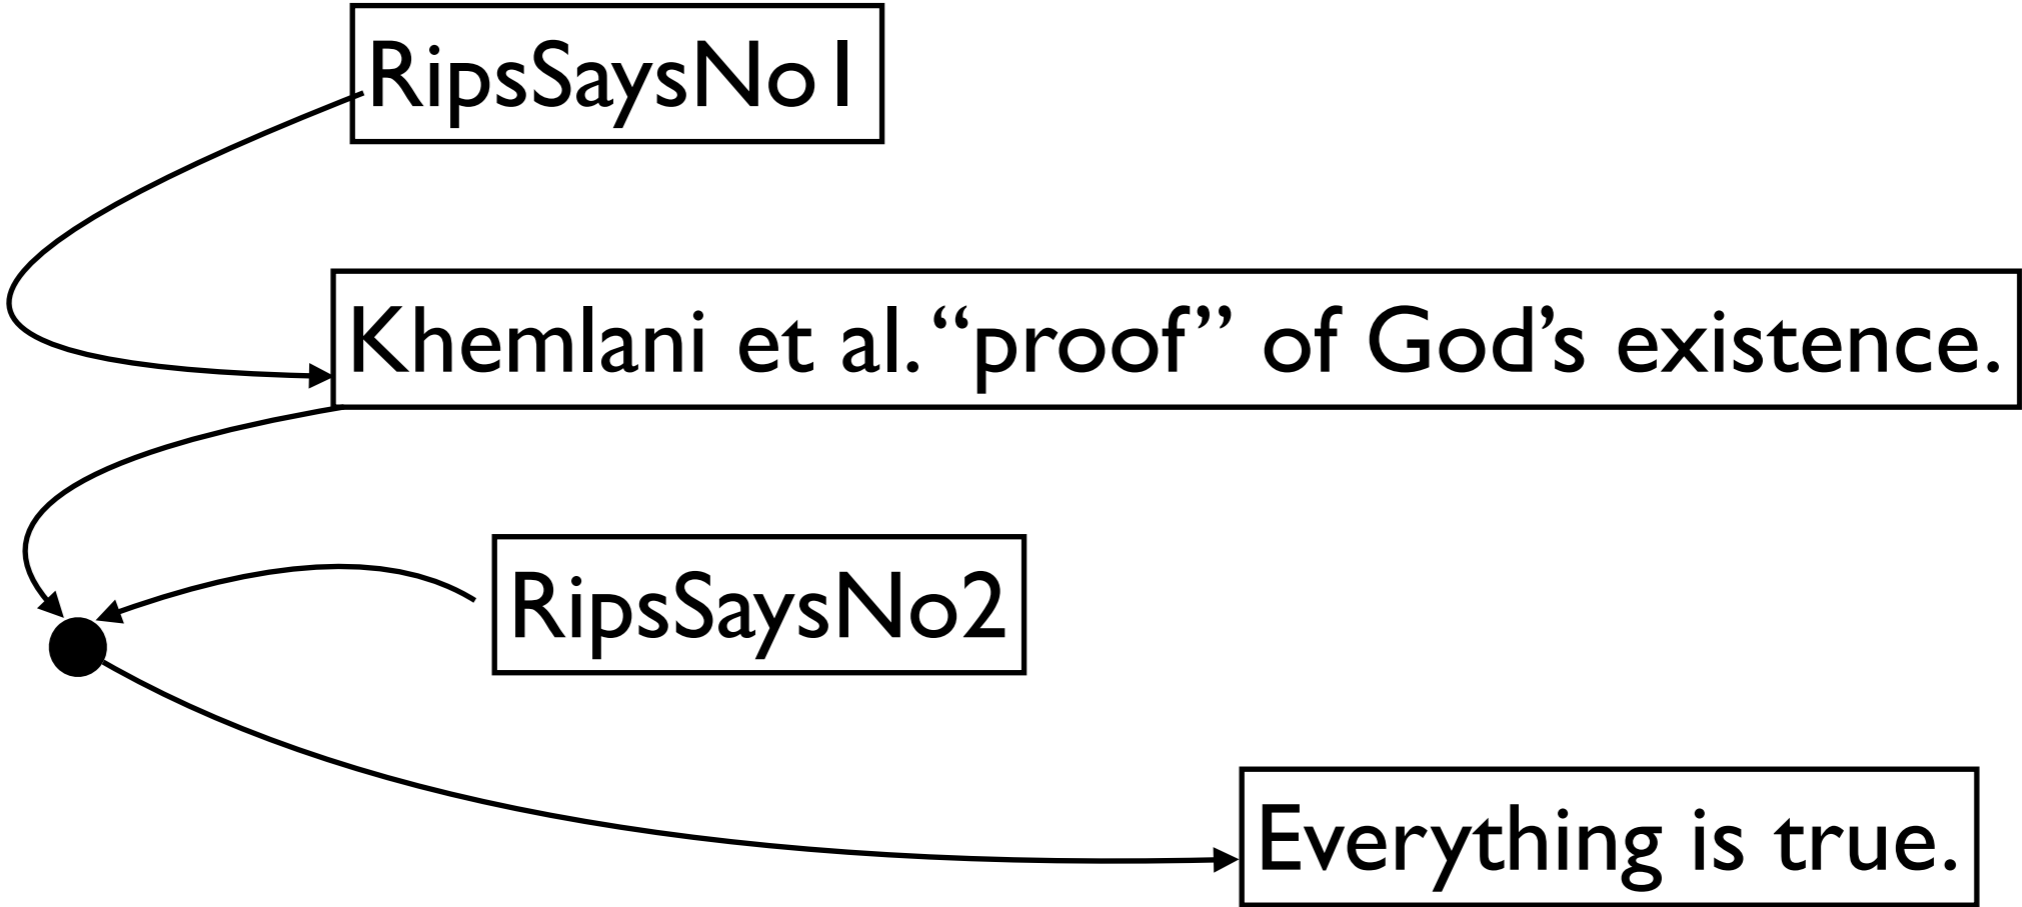 RipsSaysNo1
Khemlani et al. “proof” of God’s existence.
RipsSaysNo2
Everything is true.